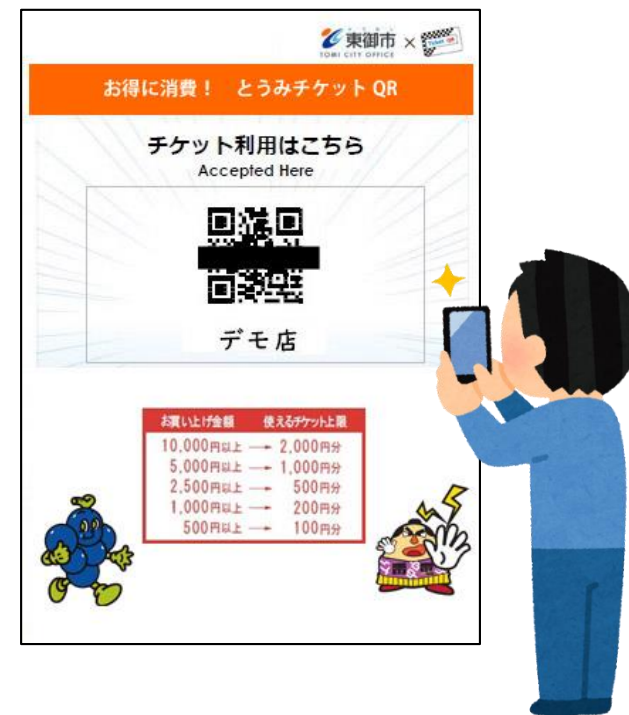 東御市 ×
TOMI CITY OFFICE
Ticket QR
お得に消費！ とうみチケット QR
チケット利用はこちら
Accepted Here
デモ店
お買い上げ金額 使えるチケット上限
10,000円以上 → 2,000円分
5,000円以上 → 1,000円分
2,500円以上 → 500円分
1,000円以上 → 200円分
500円以上 → 100円分